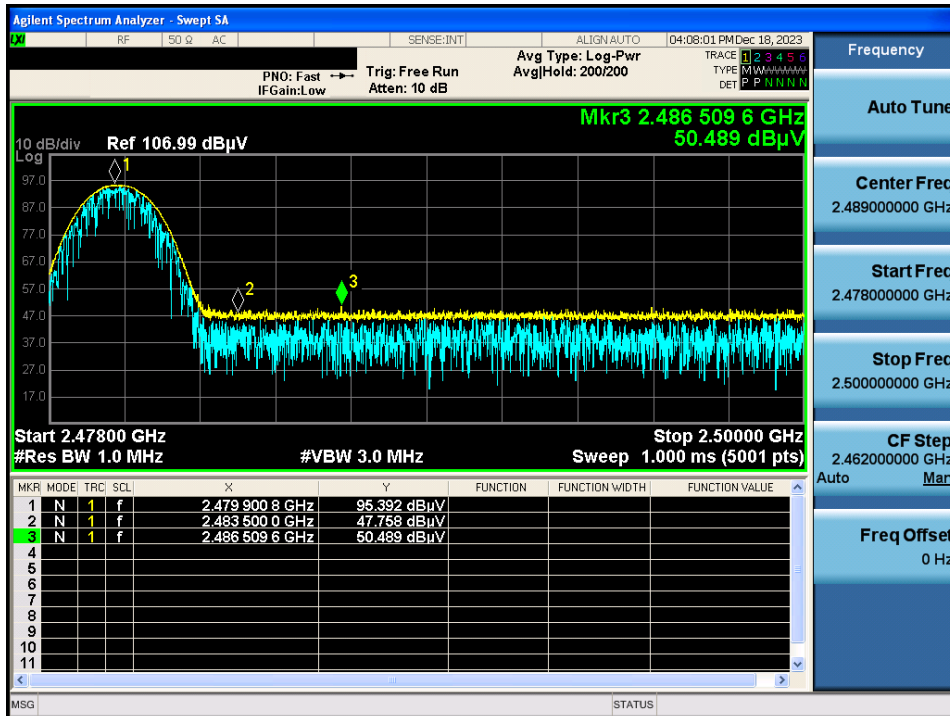 Agilent Spectrum Analyzer - Swept SA
LXI RF 50 Ω AC SENSE:INT ALIGN AUTO 04:08:01 PM Dec 18, 2023
PNO: Fast
IFGain:Low
Trig: Free Run
Atten: 10 dB
Avg Type: Log-Pwr
Avg|Hold: 200/200
TRACE 1 2 3 4 5 6
TYPE M W
DET P P N N N N
Mkr3 2.486 509 6 GHz
50.489 dBµV
10 dB/div Ref 106.99 dBµV
Log
97.0
87.0
77.0
67.0
57.0
47.0
37.0
27.0
17.0
1
2
3
Start 2.47800 GHz Stop 2.50000 GHz
#Res BW 1.0 MHz #VBW 3.0 MHz Sweep 1.000 ms (5001 pts)
MKR MODE TRC SCL X Y FUNCTION FUNCTION WIDTH FUNCTION VALUE
1 N 1 f 2.479 900 8 GHz 95.392 dBµV
2 N 1 f 2.483 500 0 GHz 47.758 dBµV
3 N 1 f 2.486 509 6 GHz 50.489 dBµV
4
5
6
7
8
9
10
11
MSG STATUS
Frequency
Auto Tune
Center Freq
2.489000000 GHz
Start Freq
2.478000000 GHz
Stop Freq
2.500000000 GHz
CF Step
2.462000000 GHz
Auto Man
Freq Offset
0 Hz